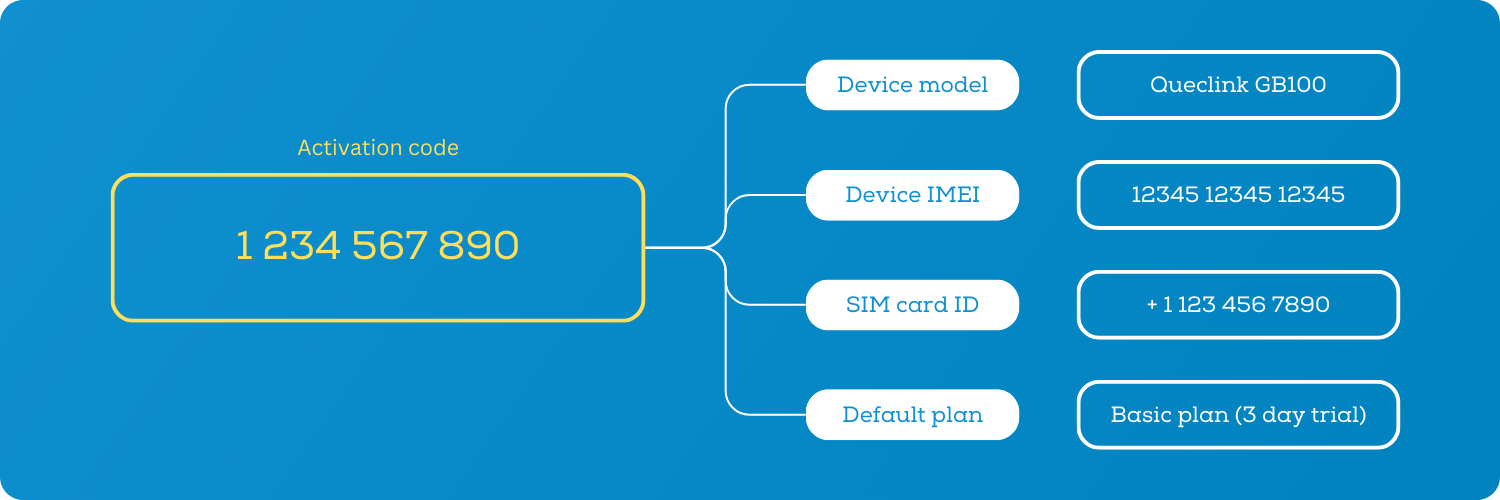 Activation code
1 234 567 890
Device model
Queclink GB100
Device IMEI
12345 12345 12345
SIM card ID
+ 1 123 456 7890
Default plan
Basic plan (3 day trial)